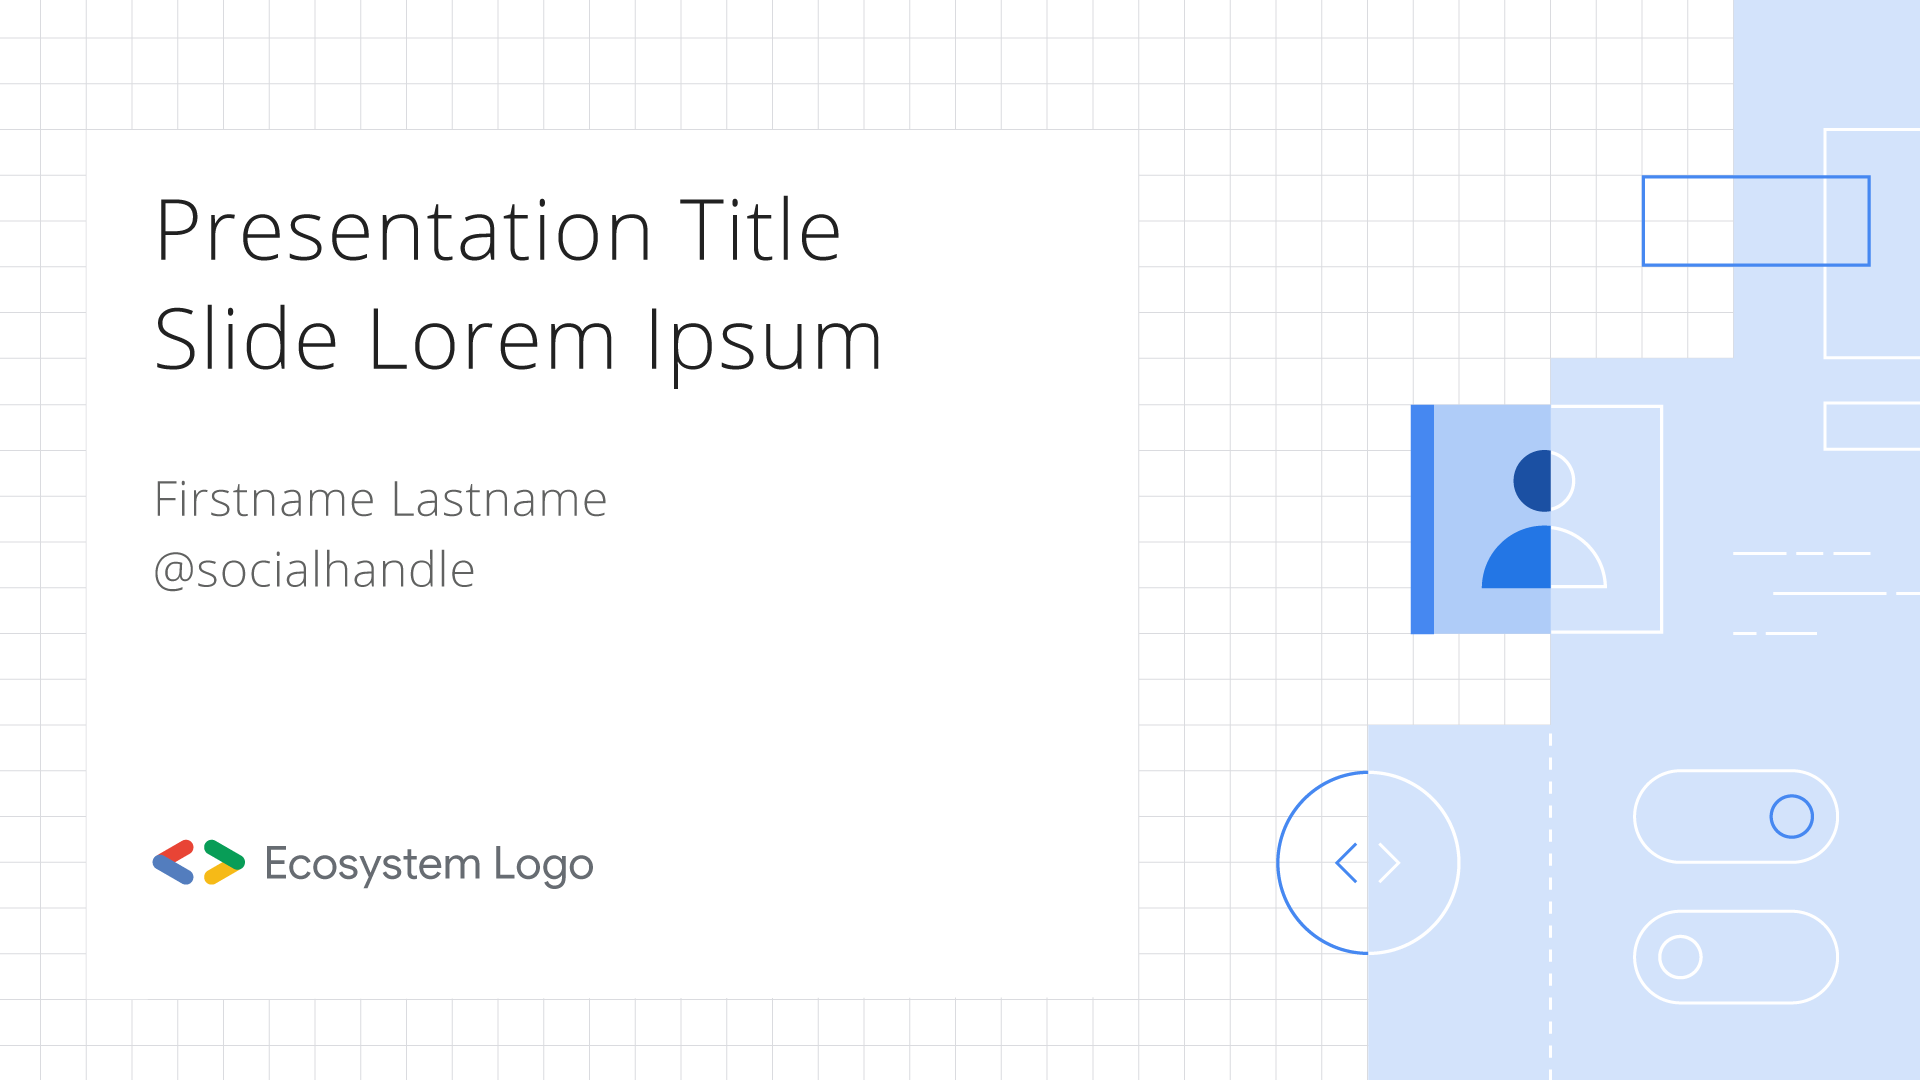 Presentation Title
Slide Lorem Ipsum
Firstname Lastname
@socialhandle
Ecosystem Logo